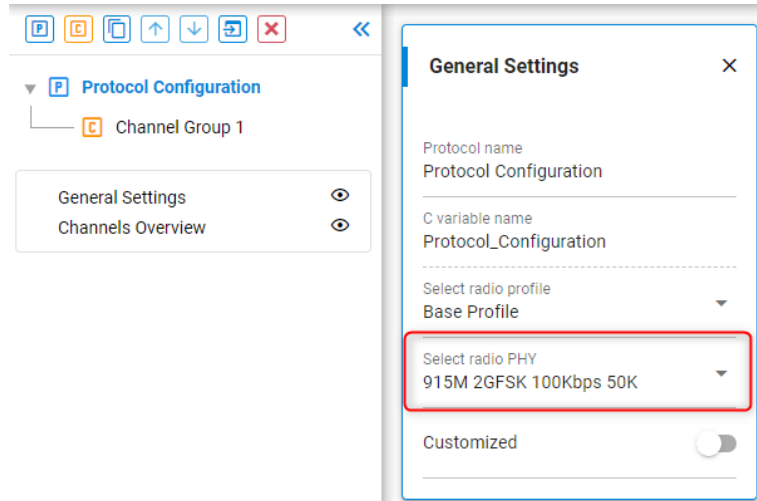 P C
Protocol Configuration
Channel Group 1
General Settings
Channels Overview
General Settings
Protocol name
Protocol Configuration
C variable name
Protocol_Configuration
Select radio profile
Base Profile
Select radio PHY
915M 2GFSK 100Kbps 50K
Customized